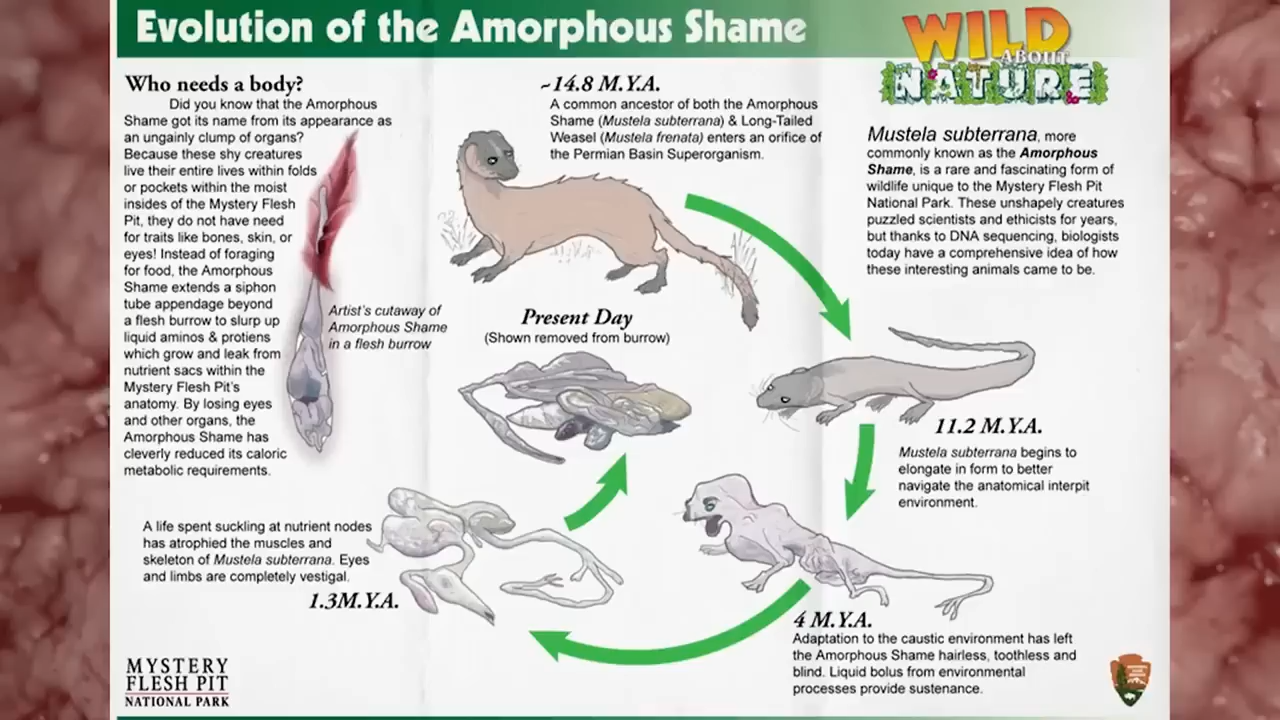 Evolution of the Amorphous Shame
WILD
ABOUT
NATURE
Who needs a body?
Did you know that the Amorphous
Shame got its name from its appearance as
an ungainly clump of organs?
Because these shy creatures
live their entire lives within folds
or pockets within the moist
insides of the Mystery Flesh
Pit, they do not have need
for traits like bones, skin, or
eyes! Instead of foraging
for food, the Amorphous
Shame extends a siphon
tube appendage beyond
a flesh burrow to slurp up
liquid aminos & protiens
which grow and leak from
nutrient sacs within the
Mystery Flesh Pit's
anatomy. By losing eyes
and other organs, the
Amorphous Shame has
cleverly reduced its caloric
metabolic requirements.
Artist's cutaway of
Amorphous Shame
in a flesh burrow
~14.8 M.Y.A.
A common ancestor of both the Amorphous
Shame (Mustela subterrana) & Long-Tailed
Weasel (Mustela frenata) enters an orifice of
the Permian Basin Superorganism.
Mustela subterrana, more
commonly known as the Amorphous
Shame, is a rare and fascinating form of
wildlife unique to the Mystery Flesh Pit
National Park. These unshapely creatures
puzzled scientists and ethicists for years,
but thanks to DNA sequencing, biologists
today have a comprehensive idea of how
these interesting animals came to be.
11.2 M.Y.A.
Mustela subterrana begins to
elongate in form to better
navigate the anatomical interpit
environment.
4 M.Y.A.
Adaptation to the caustic environment has left
the Amorphous Shame hairless, toothless and
blind. Liquid bolus from environmental
processes provide sustenance.
A life spent suckling at nutrient nodes
has atrophied the muscles and
skeleton of Mustela subterrana. Eyes
and limbs are completely vestigal.
1.3M.Y.A.
Present Day
(Shown removed from burrow)
MYSTERY
FLESH PIT
NATIONAL PARK